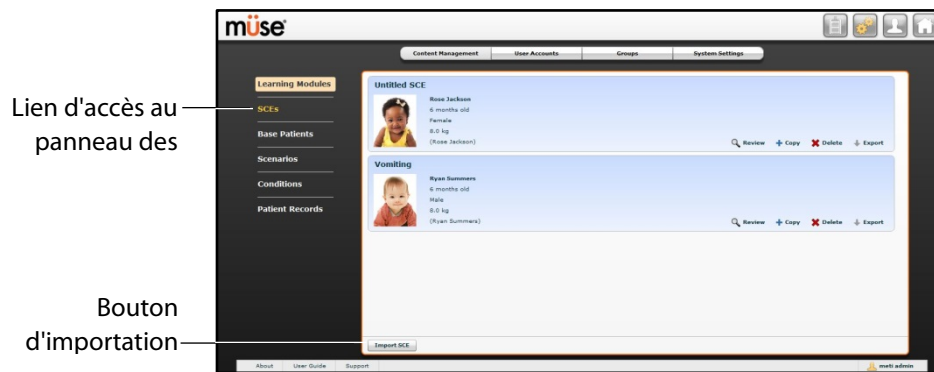 müse
Content Management User Accounts Groups System Settings
Learning Modules
SCEs
Base Patients
Scenarios
Conditions
Patient Records
Lien d'accès au
panneau des
Bouton
d'importation
Untitled SCE
Rose Jackson
6 months old
Female
8.0 kg
(Rose Jackson)
Review Copy Delete Export
Vomiting
Ryan Summers
6 months old
Male
8.0 kg
(Ryan Summers)
Review Copy Delete Export
Import SCE
About User Guide Support meti admin